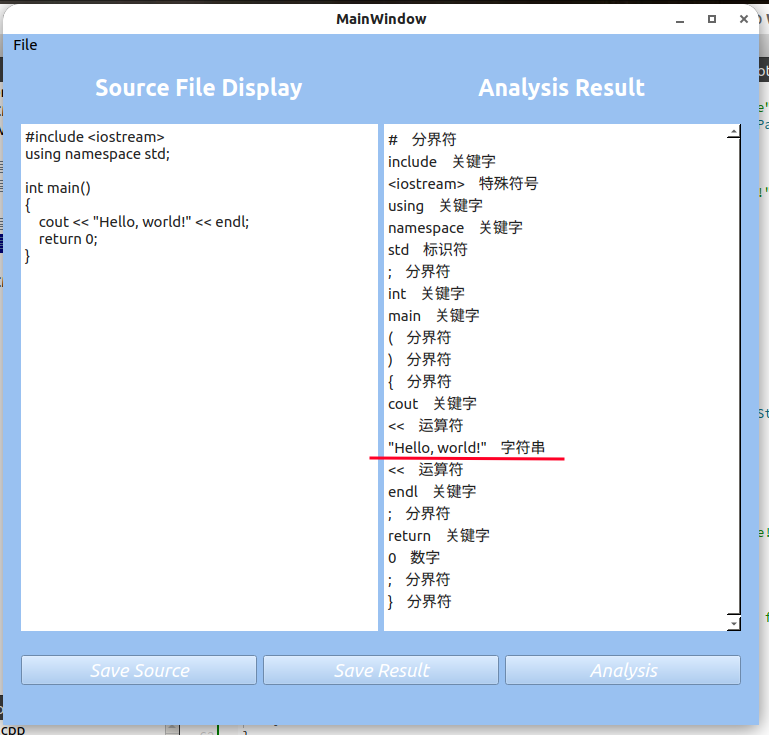 MainWindow
File
Source File Display
Analysis Result
#include <iostream>
using namespace std;
int main()
{
cout << "Hello, world!" << endl;
return 0;
}
# 分界符
include 关键字
<iostream> 特殊符号
using 关键字
namespace 关键字
std 标识符
; 分界符
int 关键字
main 关键字
( 分界符
) 分界符
{ 分界符
cout 关键字
<< 运算符
"Hello, world!" 字符串
<< 运算符
endl 关键字
; 分界符
return 关键字
0 数字
; 分界符
} 分界符
Save Source
Save Result
Analysis
cpp